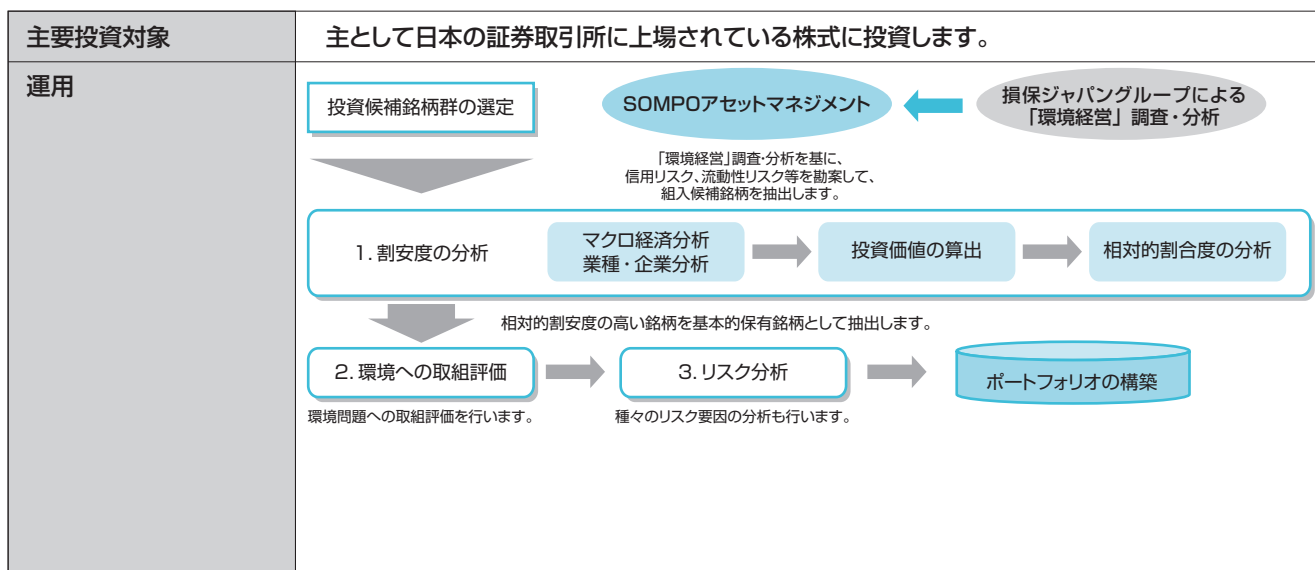 主要投資対象
主として日本の証券取引所に上場されている株式に投資します。
運用
投資候補銘柄群の選定
SOMPOアセットマネジメント
損保ジャパングループによる
「環境経営」調査・分析
「環境経営」調査・分析を基に、
信用リスク、流動性リスク等を勘案して、
組入候補銘柄を抽出します。
1. 割安度の分析
マクロ経済分析
業種・企業分析
投資価値の算出
相対的割合度の分析
相対的割安度の高い銘柄を基本的保有銘柄として抽出します。
2. 環境への取組評価
3. リスク分析
ポートフォリオの構築
環境問題への取組評価を行います。
種々のリスク要因の分析も行います。